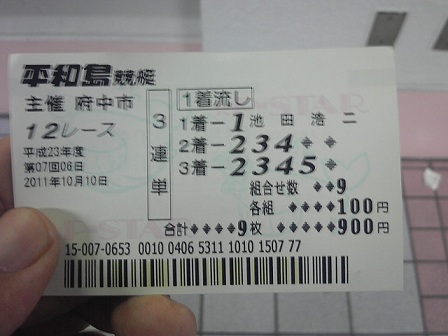 平和島競艇
主催 府中市
12レース
平成23年度
第07回06日
2011年10月10日
3連単
1着流し
1着-1 池田 浩二
2着-234◆◆
3着-2345◆
組合せ数 ◆◆9
各組 ◆◆◆100円
合計◆◆◆9枚◆◆◆◆◆900円
15-007-0653 0010 0406 5311 1010 1507 77